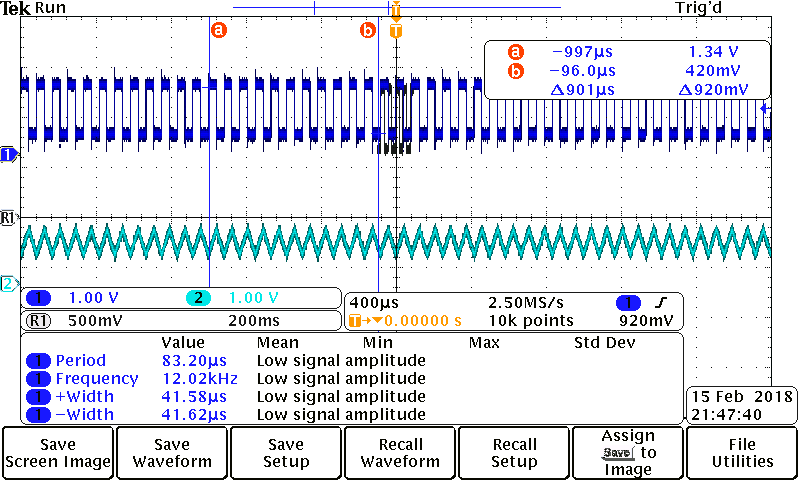 Tek Run Trig'd
T
a b T
a −997µs 1.34 V
b −96.0µs 420mV
Δ901µs Δ920mV
1
R1
2
1 1.00 V 2 1.00 V 400µs 2.50MS/s 1
R1 500mV 200ms T→▼0.00000 s 10k points 920mV
Value Mean Min Max Std Dev
1 Period 83.20µs Low signal amplitude
1 Frequency 12.02kHz Low signal amplitude
1 +Width 41.58µs Low signal amplitude
1 −Width 41.62µs Low signal amplitude
15 Feb 2018
21:47:40
Save
Screen Image
Save
Waveform
Save
Setup
Recall
Waveform
Recall
Setup
Assign
Save to
Image
File
Utilities